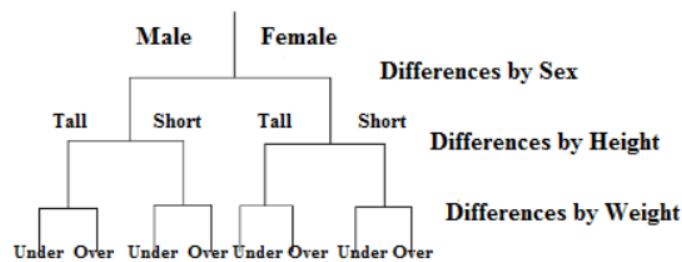 Male Female
Differences by Sex
Tall Short Tall Short
Differences by Height
Differences by Weight
Under Over Under Over Under Over Under Over